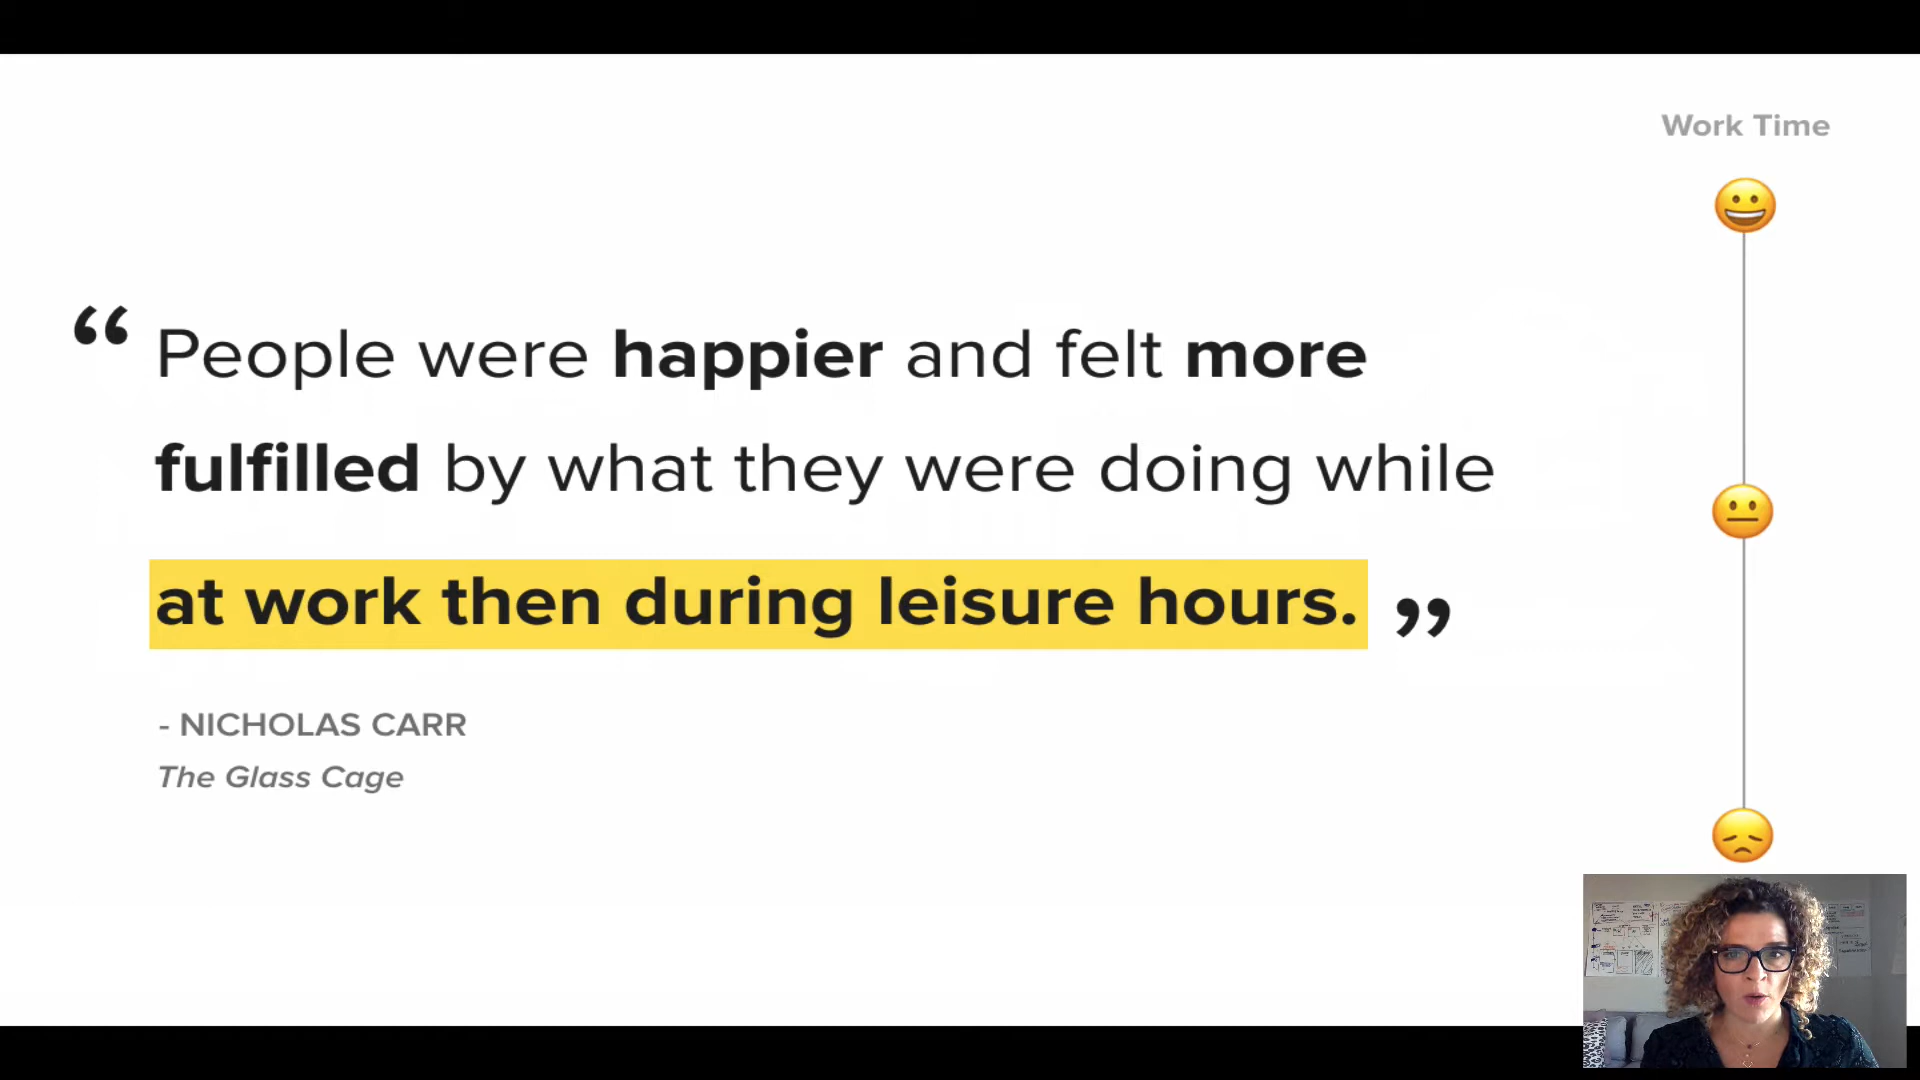 Work Time
“ People were happier and felt more
fulfilled by what they were doing while
at work then during leisure hours. ”
- NICHOLAS CARR
The Glass Cage